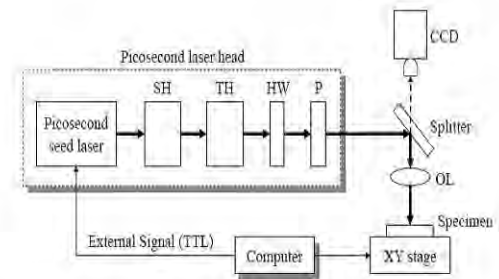 Picosecond laser head
CCD
SH
TH
HW
P
Picosecond
seed laser
Splitter
OL
Specimen
External Signal (TTL)
Computer
XY stage